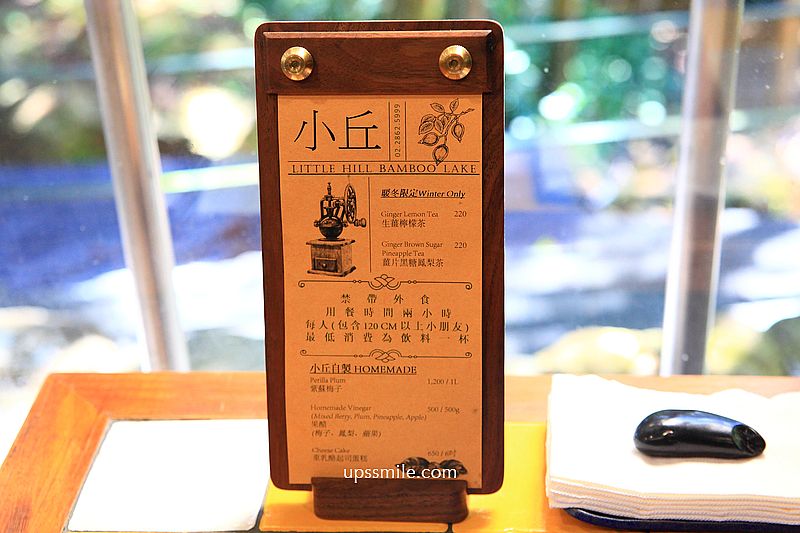 小丘
02.2862.5999
LITTLE HILL BAMBOO LAKE
暖冬限定Winter Only
Ginger Lemon Tea 220
生薑檸檬茶
Ginger Brown Sugar 220
Pineapple Tea
薑片黑糖鳳梨茶
禁帶外食
用餐時間兩小時
每人(包含120 CM以上小朋友)
最低消費為飲料一杯
小丘自製 HOMEMADE
Perilla Plum 1,200 / 1L
紫蘇梅子
Homemade Vinegar 500 / 500g
(Mixed Berry, Plum, Pineapple, Apple)
果醋
(梅子、鳳梨、蘋果)
Cheese Cake 650 / 6吋
重乳酪起司蛋糕
upssmile.com